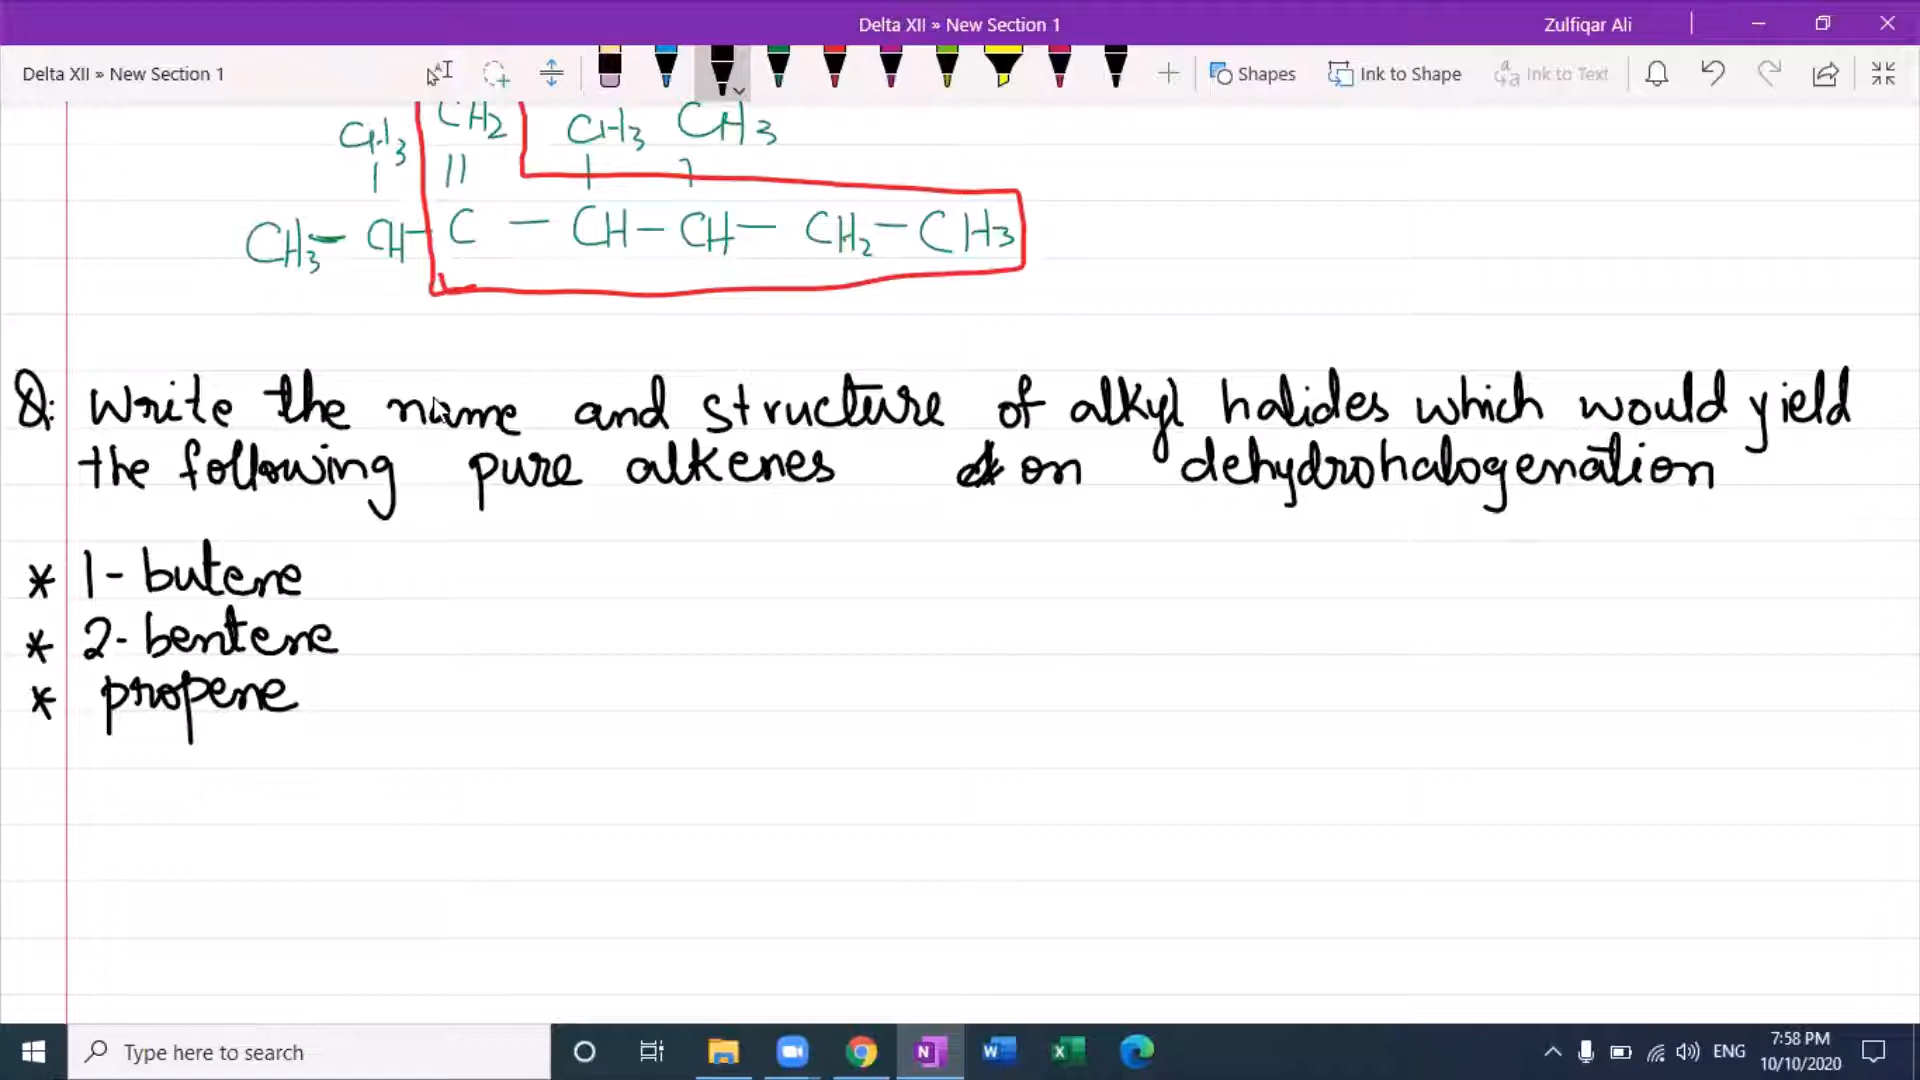 Delta XII » New Section 1
Zulfiqar Ali
Delta XII » New Section 1
Shapes
Ink to Shape
Ink to Text
CH3 CH2 CH3 CH3
CH3 - CH - C - CH - CH - CH2 - CH3
Q: Write the name and structure of alkyl halides which would yield
the following pure alkenes on dehydrohalogenation
* 1- butene
* 2- bentene
* propene
Type here to search
ENG
7:58 PM
10/10/2020